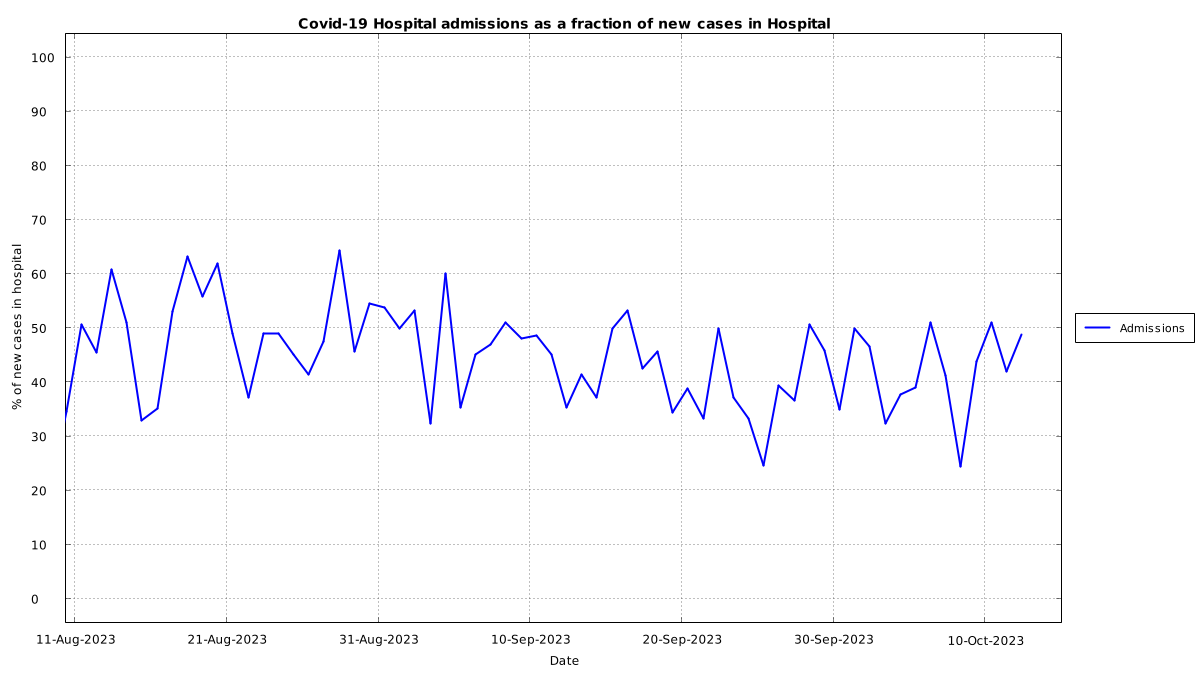 Covid-19 Hospital admissions as a fraction of new cases in Hospital
100
90
80
70
60
50
40
30
20
10
0
% of new cases in hospital
11-Aug-2023 21-Aug-2023 31-Aug-2023 10-Sep-2023 20-Sep-2023 30-Sep-2023 10-Oct-2023
Date
Admissions